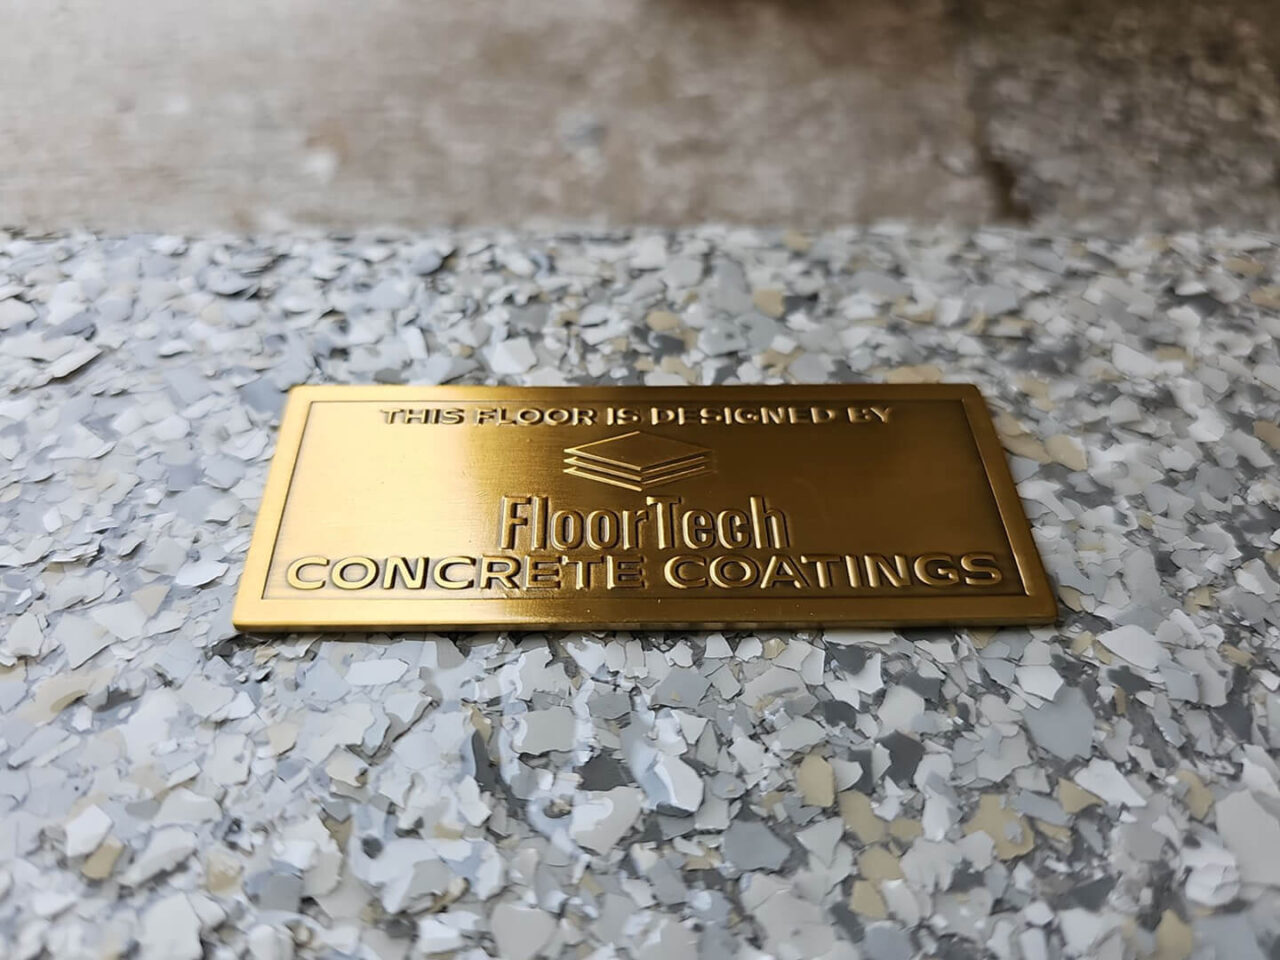 THIS FLOOR IS DESIGNED BY
FloorTech
CONCRETE COATINGS